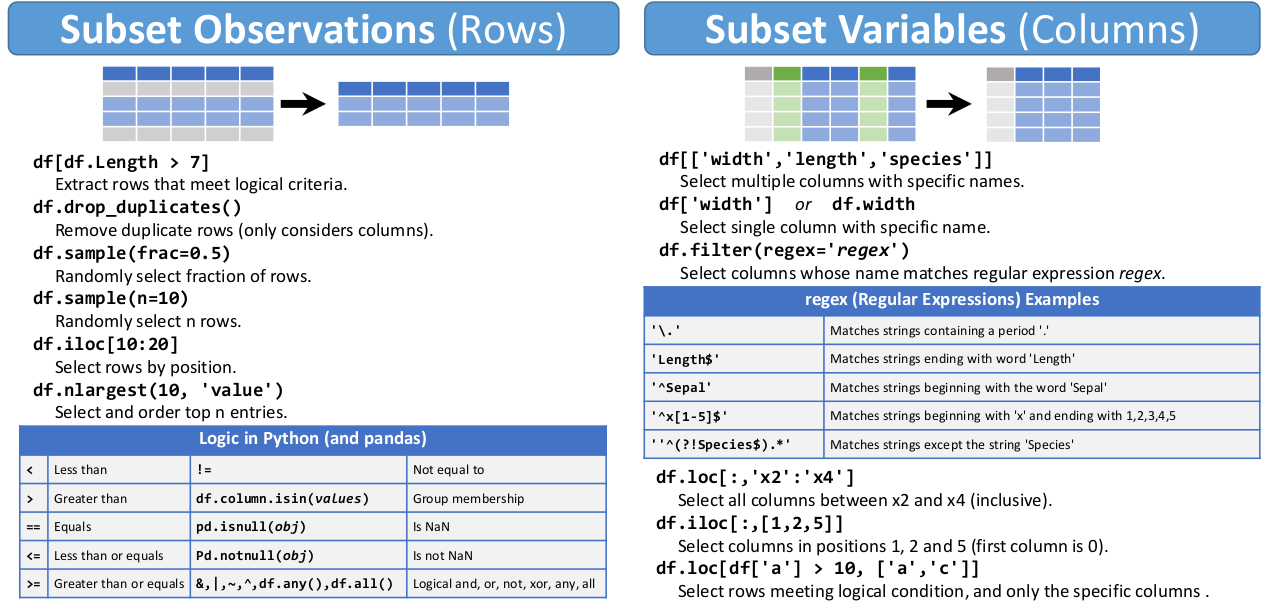 Subset Observations (Rows)
df[df.Length > 7]
Extract rows that meet logical criteria.
df.drop_duplicates()
Remove duplicate rows (only considers columns).
df.sample(frac=0.5)
Randomly select fraction of rows.
df.sample(n=10)
Randomly select n rows.
df.iloc[10:20]
Select rows by position.
df.nlargest(10, 'value')
Select and order top n entries.
Logic in Python (and pandas)
< Less than != Not equal to
> Greater than df.column.isin(values) Group membership
== Equals pd.isnull(obj) Is NaN
<= Less than or equals Pd.notnull(obj) Is not NaN
>= Greater than or equals &,|,~,^,df.any(),df.all() Logical and, or, not, xor, any, all
Subset Variables (Columns)
df[['width','length','species']]
Select multiple columns with specific names.
df['width'] or df.width
Select single column with specific name.
df.filter(regex='regex')
Select columns whose name matches regular expression regex.
regex (Regular Expressions) Examples
'\.' Matches strings containing a period '.'
'Length$' Matches strings ending with word 'Length'
'^Sepal' Matches strings beginning with the word 'Sepal'
'^x[1-5]$' Matches strings beginning with 'x' and ending with 1,2,3,4,5
''^(?!Species$).*' Matches strings except the string 'Species'
df.loc[:,'x2':'x4']
Select all columns between x2 and x4 (inclusive).
df.iloc[:,[1,2,5]]
Select columns in positions 1, 2 and 5 (first column is 0).
df.loc[df['a'] > 10, ['a','c']]
Select rows meeting logical condition, and only the specific columns .